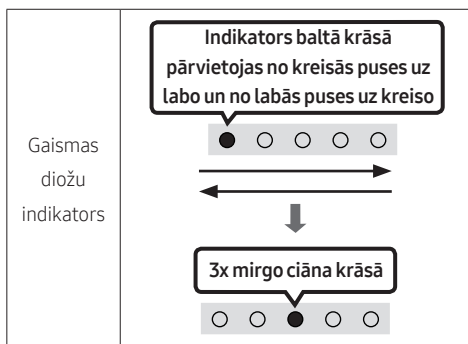 Gaismas
diožu
indikators
Indikators baltā krāsā
pārvietojas no kreisās puses uz
labo un no labās puses uz kreiso
3x mirgo ciāna krāsā